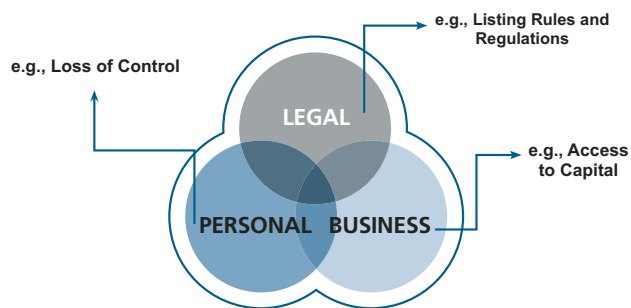 e.g., Listing Rules and
Regulations
e.g., Loss of Control
LEGAL
e.g., Access
to Capital
PERSONAL
BUSINESS